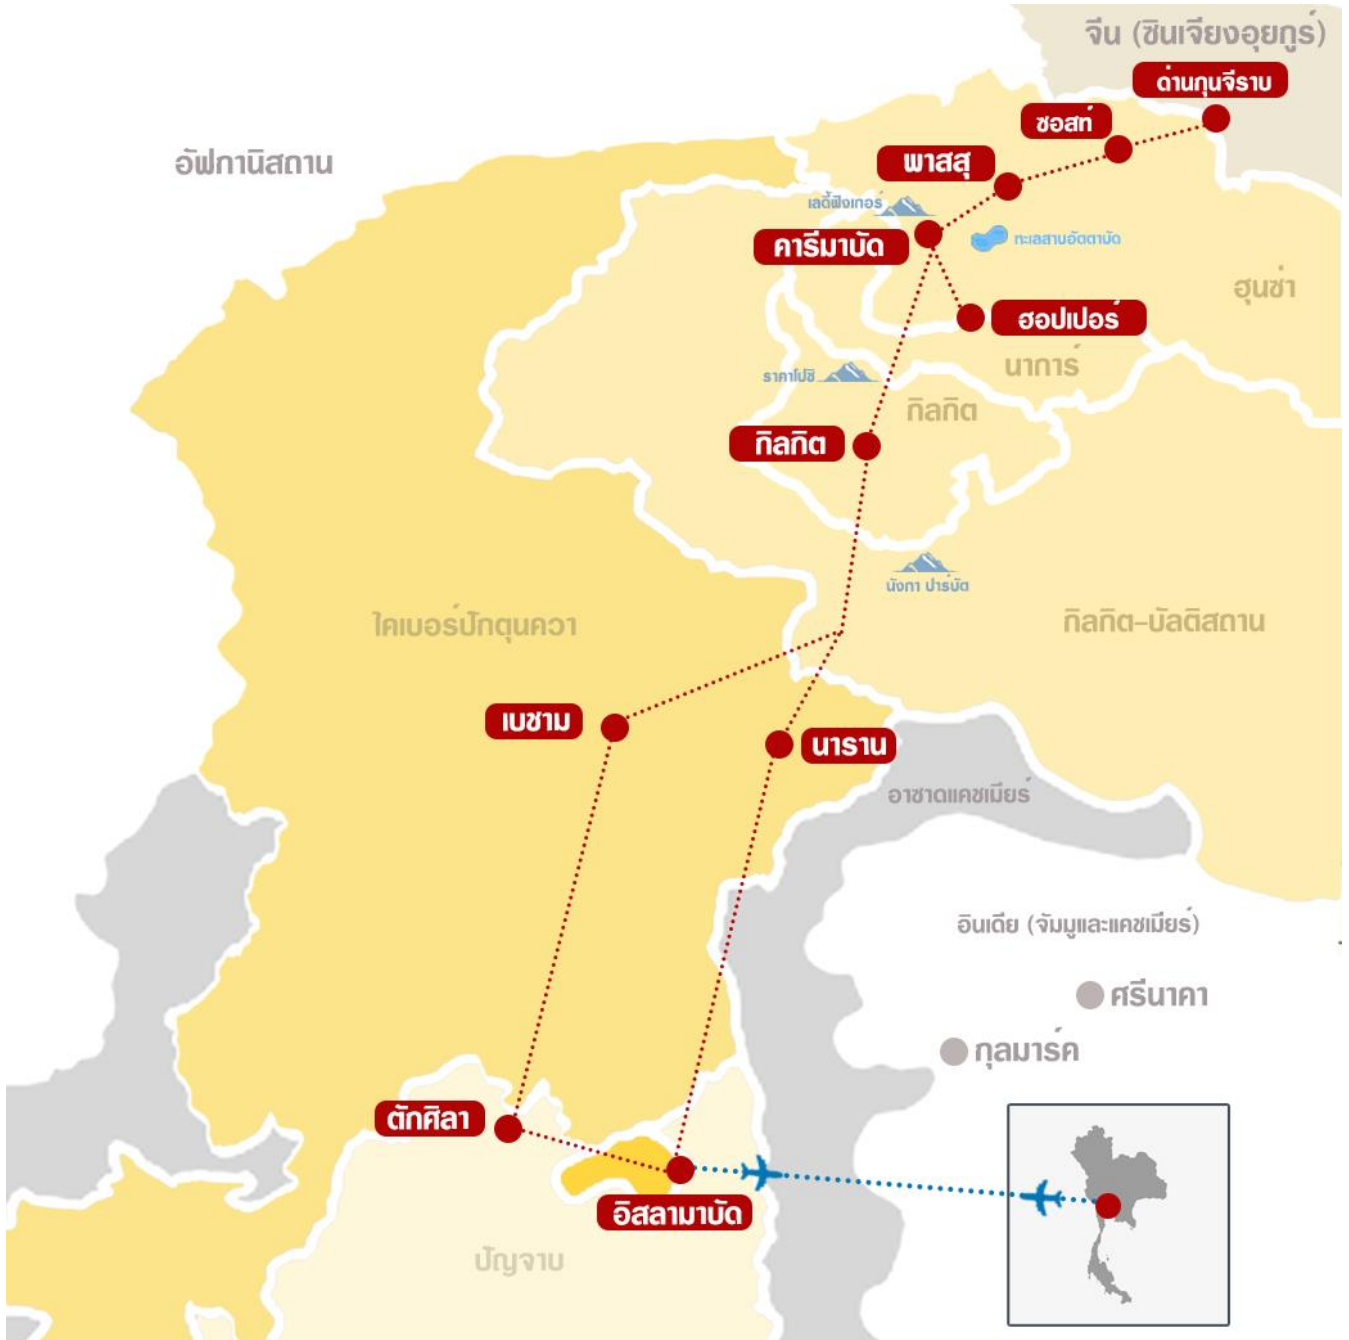 จีน (ซินเจียงอุยกูร์)
ด่านกุนจีราบ
ซอสท์
อัฟกานิสถาน
พาสสุ
เลดี้ฟิงเกอร์
คารีมาบัด
ทะเลสาบอัตตาบัด
ฮุนซ่า
ฮอปเปอร์
นาการ์
ราคาโปชิ
กิลกิต
กิลกิต
นังกา ปาร์บัต
ไคเบอร์ปักตุนควา
กิลกิต-บัลติสถาน
เบชาม
นาราน
อาซาดแคชเมียร์
อินเดีย (จัมมูและแคชเมียร์)
ศรีนาคา
กุลมาร์ค
ตักศิลา
อิสลามาบัด
ปัญจาบ